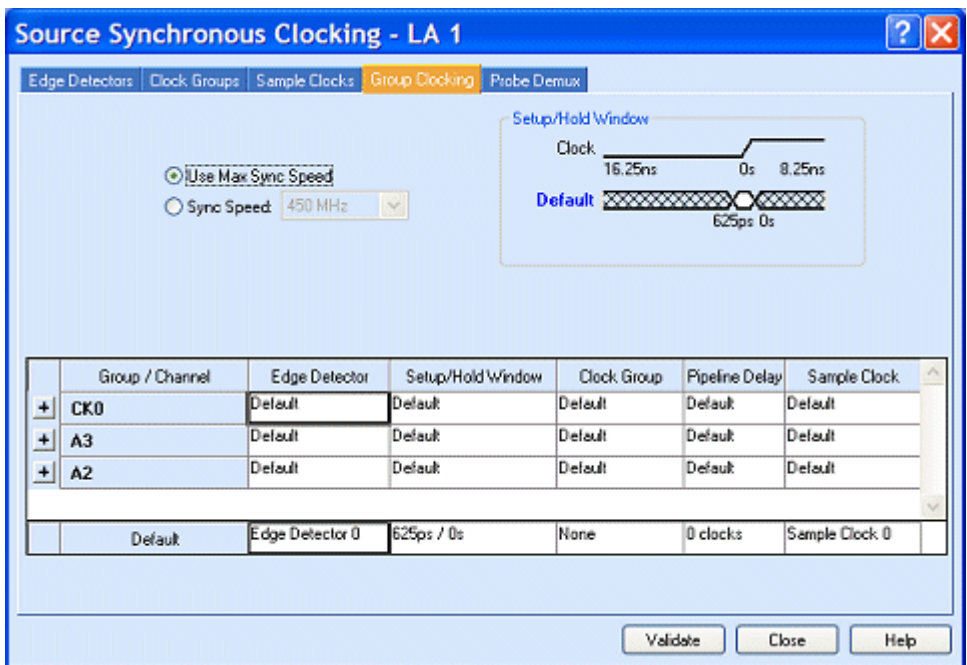 Source Synchronous Clocking - LA 1
Edge Detectors Clock Groups Sample Clocks Group Clocking Probe Demux
Setup/Hold Window
Clock
16.25ns 0s 8.25ns
Default
625ps 0s
Use Max Sync Speed
Sync Speed: 450 MHz
Group / Channel Edge Detector Setup/Hold Window Clock Group Pipeline Delay Sample Clock
+ CK0 Default Default Default Default Default
+ A3 Default Default Default Default Default
+ A2 Default Default Default Default Default
Default Edge Detector 0 625ps / 0s None 0 clocks Sample Clock 0
Validate Close Help